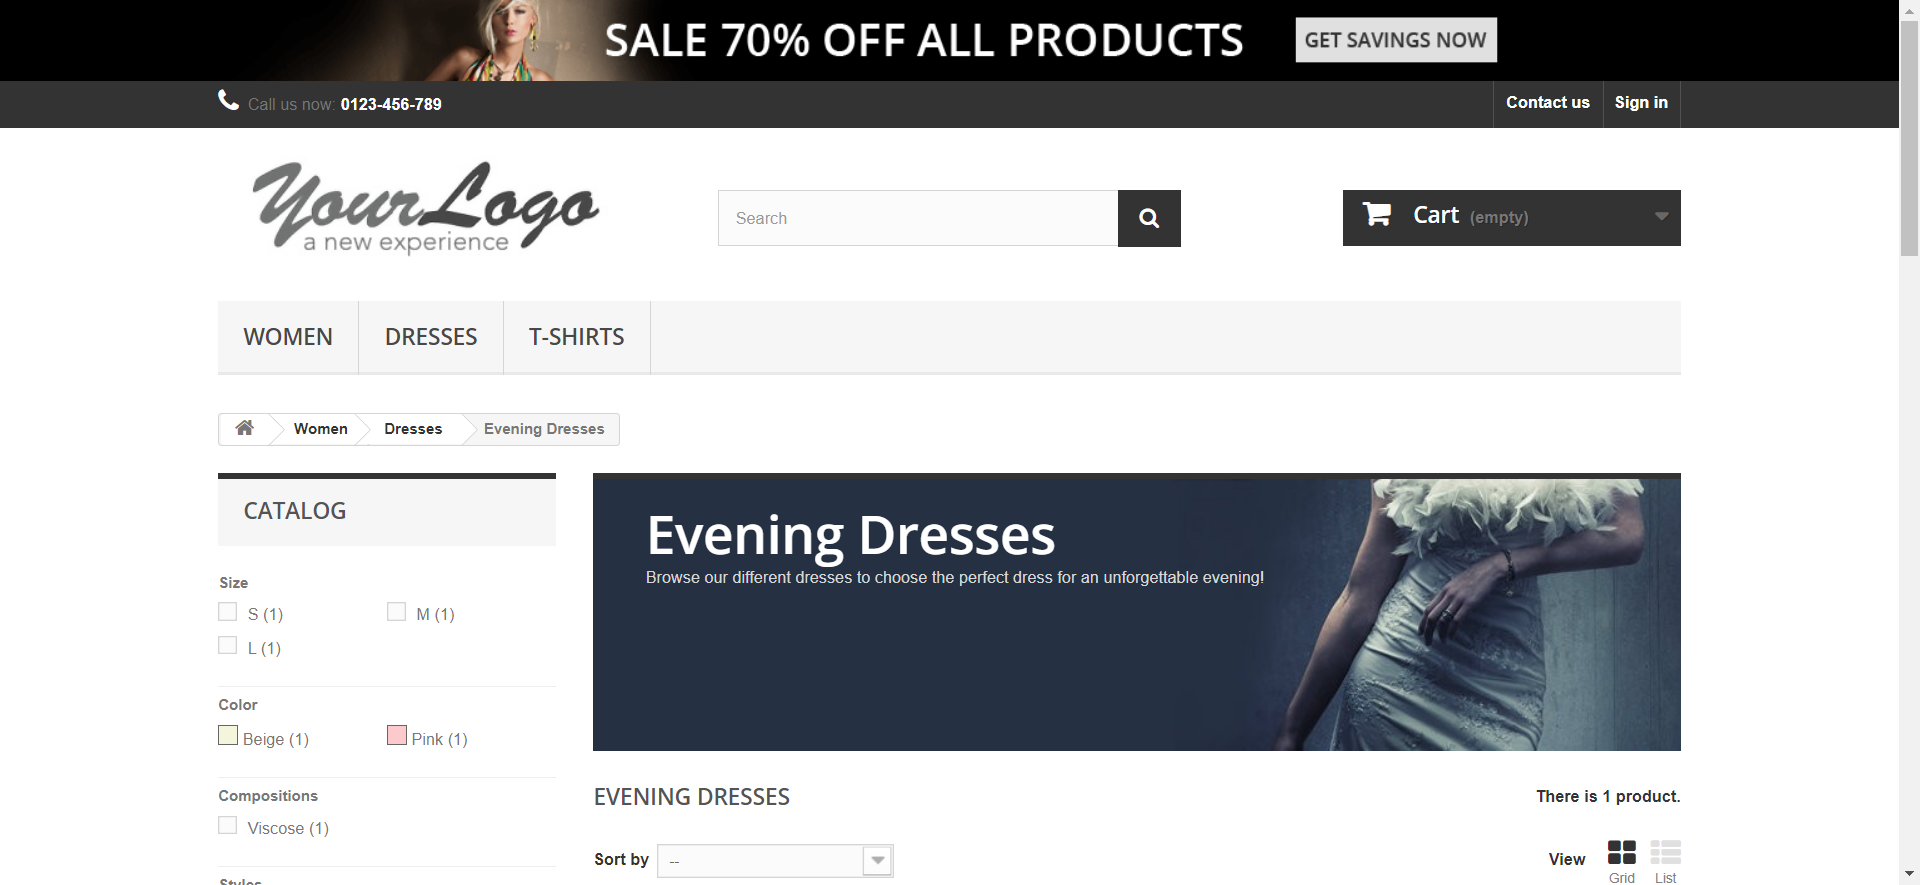 SALE 70% OFF ALL PRODUCTS GET SAVINGS NOW
Call us now: 0123-456-789 Contact us Sign in
YourLogo
a new experience
Search
Cart (empty)
WOMEN DRESSES T-SHIRTS
Women Dresses Evening Dresses
CATALOG
Size
S (1) M (1)
L (1)
Color
Beige (1) Pink (1)
Compositions
Viscose (1)
Styles
Evening Dresses
Browse our different dresses to choose the perfect dress for an unforgettable evening!
EVENING DRESSES There is 1 product.
Sort by -- View
Grid List